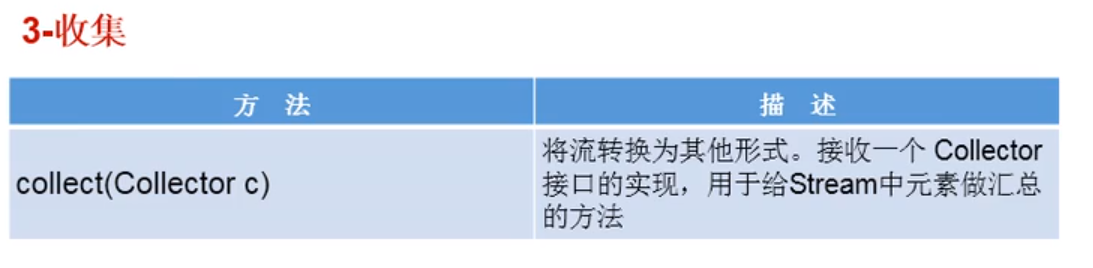 3-收集
方 法
描 述
collect(Collector c)
将流转换为其他形式。接收一个 Collector
接口的实现，用于给Stream中元素做汇总
的方法